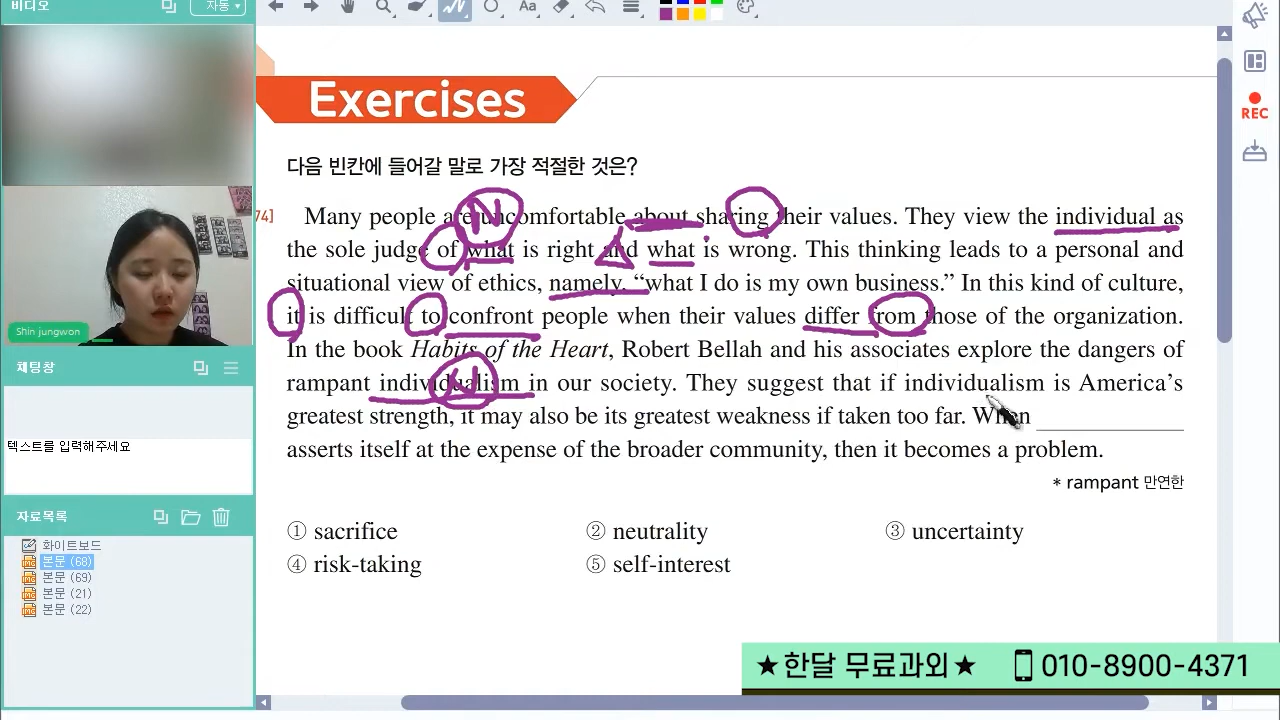 비디오
자동
Aa
REC
Exercises
다음 빈칸에 들어갈 말로 가장 적절한 것은?
74]
Many people are uncomfortable about sharing their values. They view the individual as
the sole judge of what is right and what is wrong. This thinking leads to a personal and
situational view of ethics, namely, “what I do is my own business.” In this kind of culture,
it is difficult to confront people when their values differ from those of the organization.
In the book Habits of the Heart, Robert Bellah and his associates explore the dangers of
rampant individualism in our society. They suggest that if individualism is America’s
greatest strength, it may also be its greatest weakness if taken too far. When ____________
asserts itself at the expense of the broader community, then it becomes a problem.
* rampant 만연한
① sacrifice ② neutrality ③ uncertainty
④ risk-taking ⑤ self-interest
N
N
Shin jungwon
채팅창
텍스트를 입력해주세요
자료목록
화이트보드
본문 (68)
본문 (69)
본문 (21)
본문 (22)
★한달 무료과외★ 010-8900-4371